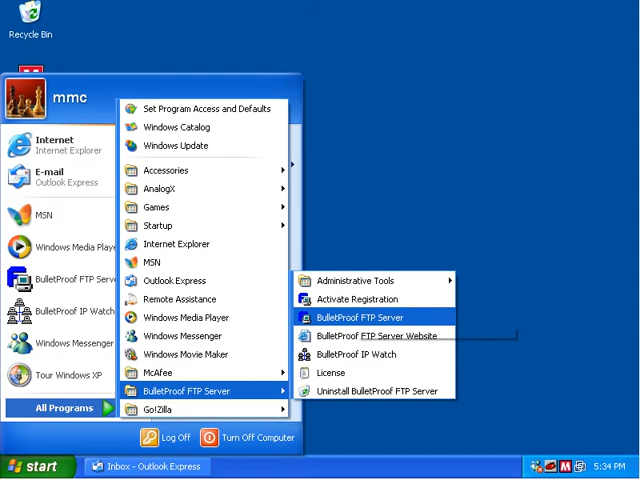 Recycle Bin
mmc
Internet
Internet Explorer
E-mail
Outlook Express
MSN
Windows Media Playe
BulletProof FTP Serv
BulletProof IP Watch
Windows Messenger
Tour Windows XP
All Programs
Set Program Access and Defaults
Windows Catalog
Windows Update
Accessories
AnalogX
Games
Startup
Internet Explorer
MSN
Outlook Express
Remote Assistance
Windows Media Player
Windows Messenger
Windows Movie Maker
McAfee
BulletProof FTP Server
Go!Zilla
Administrative Tools
Activate Registration
BulletProof FTP Server
BulletProof FTP Server Website
BulletProof IP Watch
License
Uninstall BulletProof FTP Server
Log Off
Turn Off Computer
start
Inbox - Outlook Express
5:34 PM